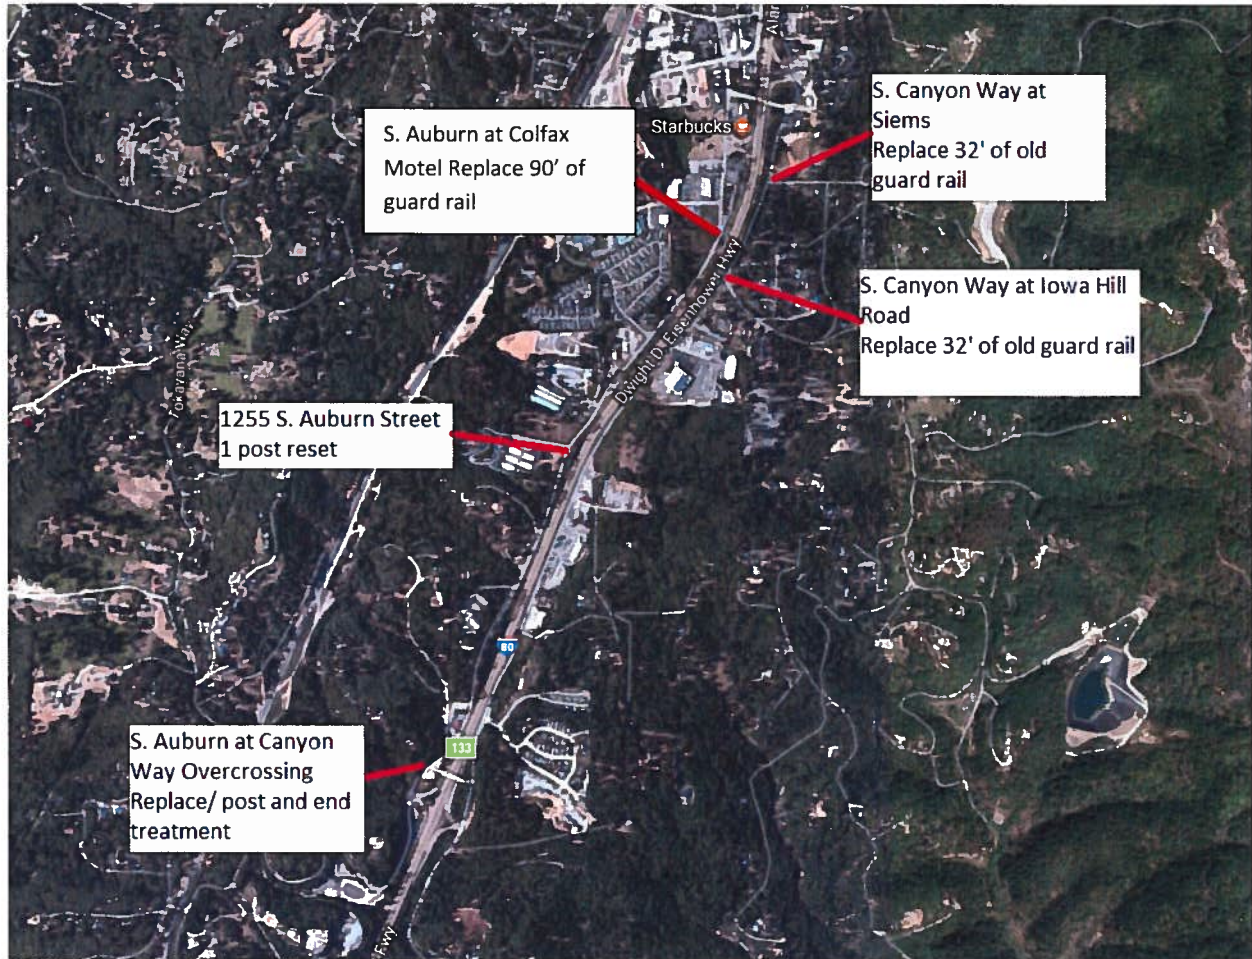 Alar
S. Canyon Way at
Siems
Replace 32' of old
guard rail
Starbucks
S. Auburn at Colfax
Motel Replace 90' of
guard rail
Dwight D. Eisenhower Hwy
S. Canyon Way at Iowa Hill
Road
Replace 32' of old guard rail
Tokayana Way
1255 S. Auburn Street
1 post reset
80
133
S. Auburn at Canyon
Way Overcrossing
Replace/ post and end
treatment
Fwy